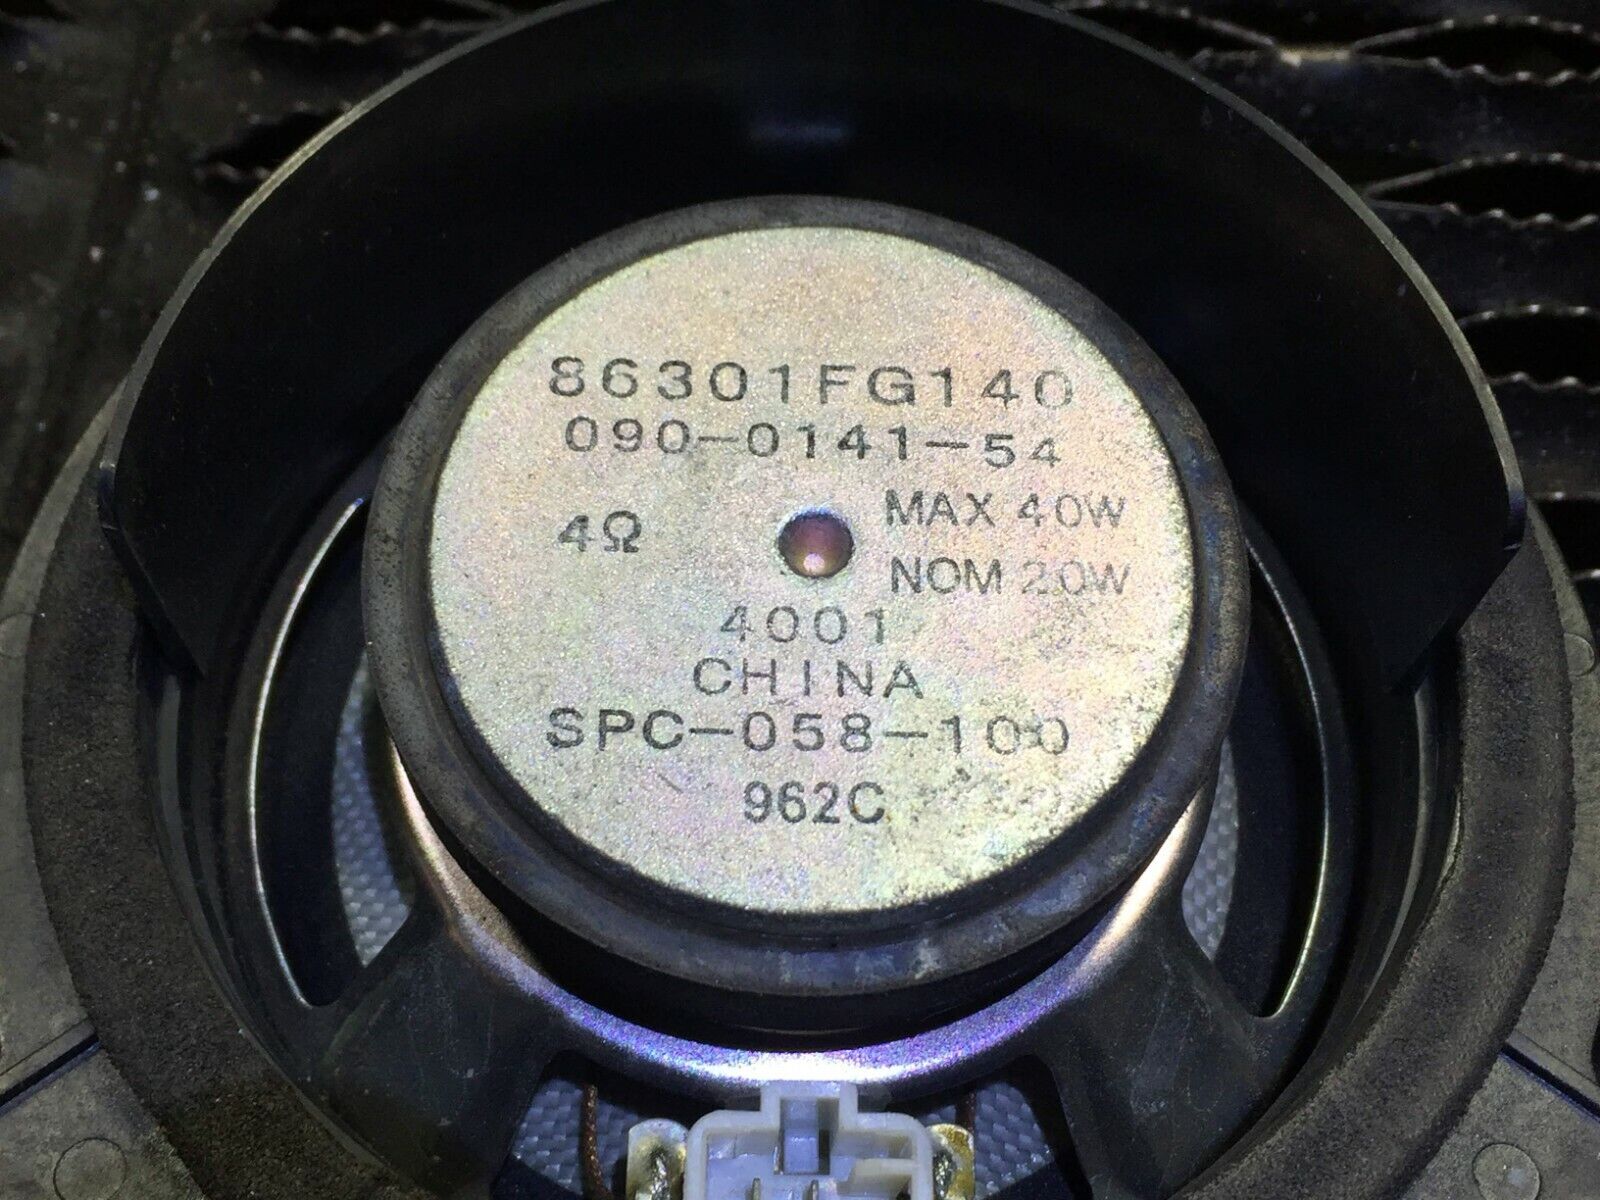 86301FG140
090-0141-54
4Ω MAX 40W
NOM 20W
4001
CHINA
SPC-058-100
962C